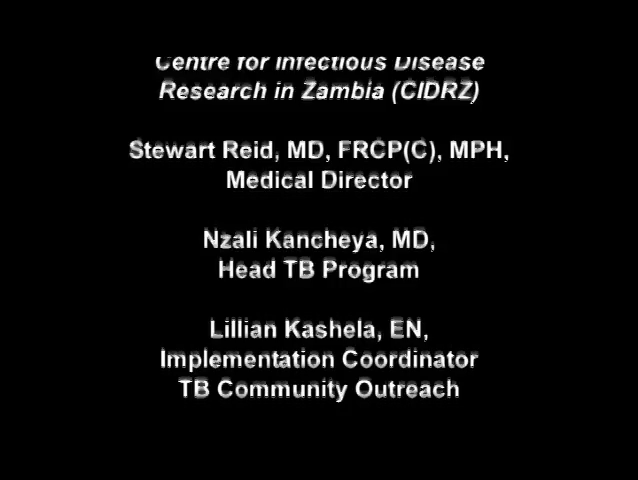 Centre for Infectious Disease
Research in Zambia (CIDRZ)
Stewart Reid, MD, FRCP(C), MPH,
Medical Director
Nzali Kancheya, MD,
Head TB Program
Lillian Kashela, EN,
Implementation Coordinator
TB Community Outreach